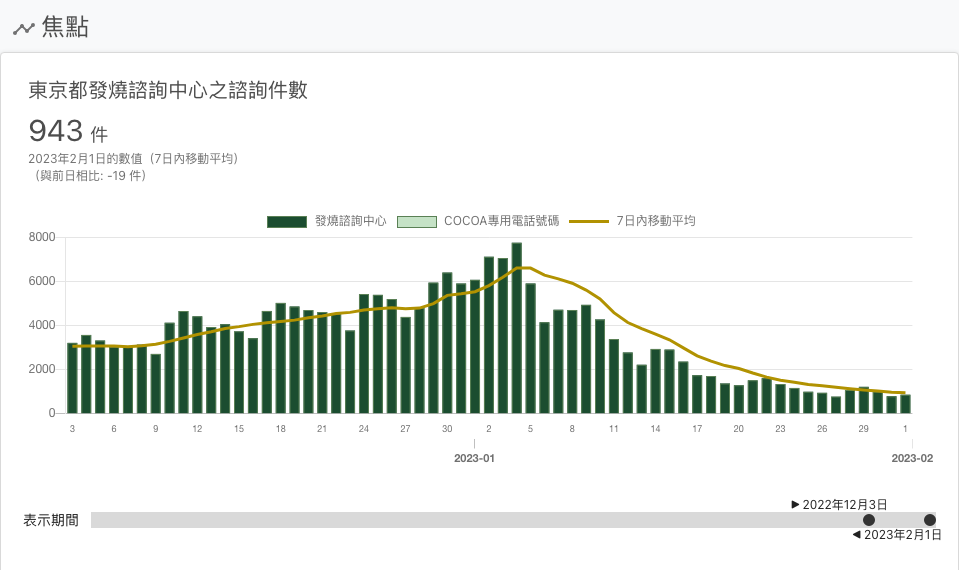 焦點
東京都發燒諮詢中心之諮詢件數
943 件
2023年2月1日的數值（7日內移動平均）
（與前日相比: -19 件）
發燒諮詢中心 COCOA專用電話號碼 7日內移動平均
8000
6000
4000
2000
0
3 6 9 12 15 18 21 24 27 30 2 5 8 11 14 17 20 23 26 29 1
2023-01 2023-02
▶ 2022年12月3日
表示期間
◀ 2023年2月1日